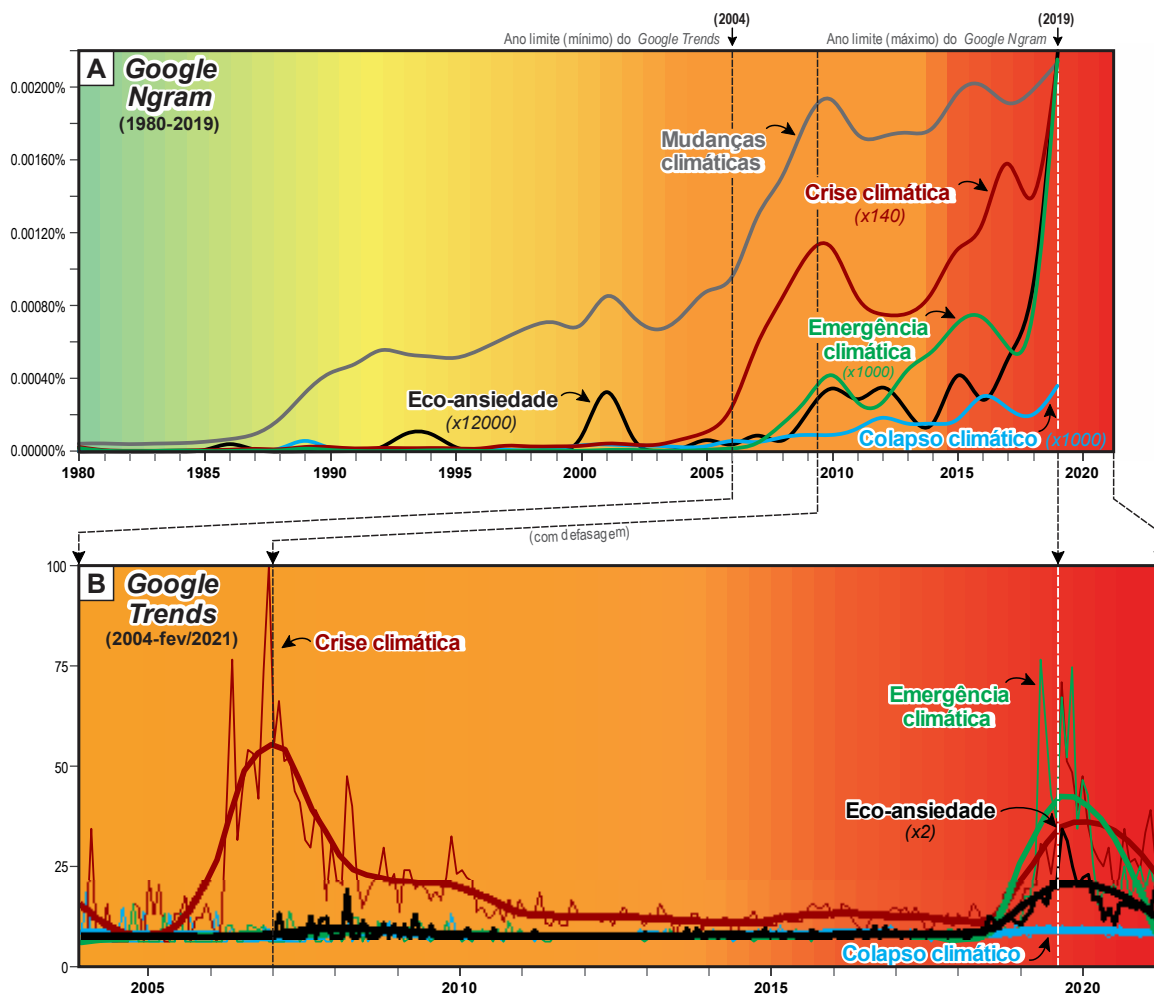 (2004)
(2019)
Ano limite (mínimo) do Google Trends
Ano limite (máximo) do Google Ngram
A
Google
Ngram
(1980-2019)
0.00200%
0.00160%
0.00120%
0.00080%
0.00040%
0.00000%
Mudanças
climáticas
Crise climática
(x140)
Emergência
climática
(x1000)
Eco-ansiedade
(x12000)
Colapso climático (x1000)
1980
1985
1990
1995
2000
2005
2010
2015
2020
(com defasagem)
B
Google
Trends
(2004-fev/2021)
100
75
50
25
0
Crise climática
Emergência
climática
Eco-ansiedade
(x2)
Colapso climático
2005
2010
2015
2020